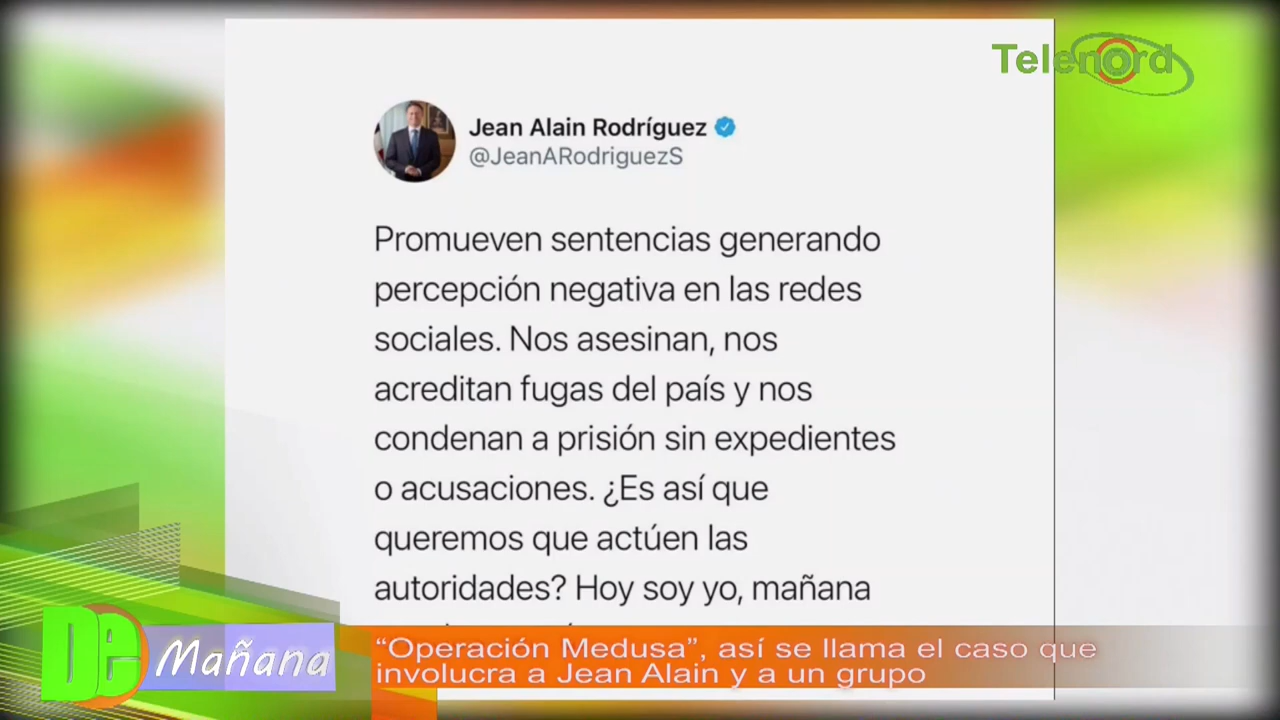 Telenord
Jean Alain Rodríguez
@JeanARodriguezS
Promueven sentencias generando
percepción negativa en las redes
sociales. Nos asesinan, nos
acreditan fugas del país y nos
condenan a prisión sin expedientes
o acusaciones. ¿Es así que
queremos que actúen las
autoridades? Hoy soy yo, mañana
De Mañana
“Operación Medusa”, así se llama el caso que
involucra a Jean Alain y a un grupo